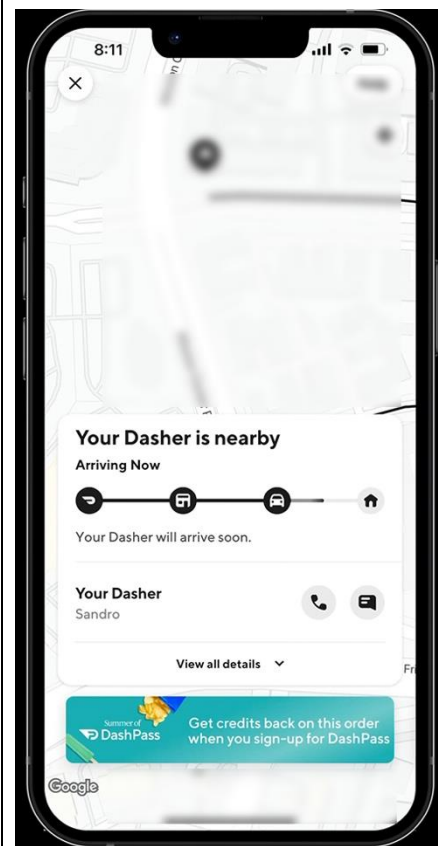 8:11
Your Dasher is nearby
Arriving Now
Your Dasher will arrive soon.
Your Dasher
Sandro
View all details
Summer of
DashPass
Get credits back on this order
when you sign-up for DashPass
Google